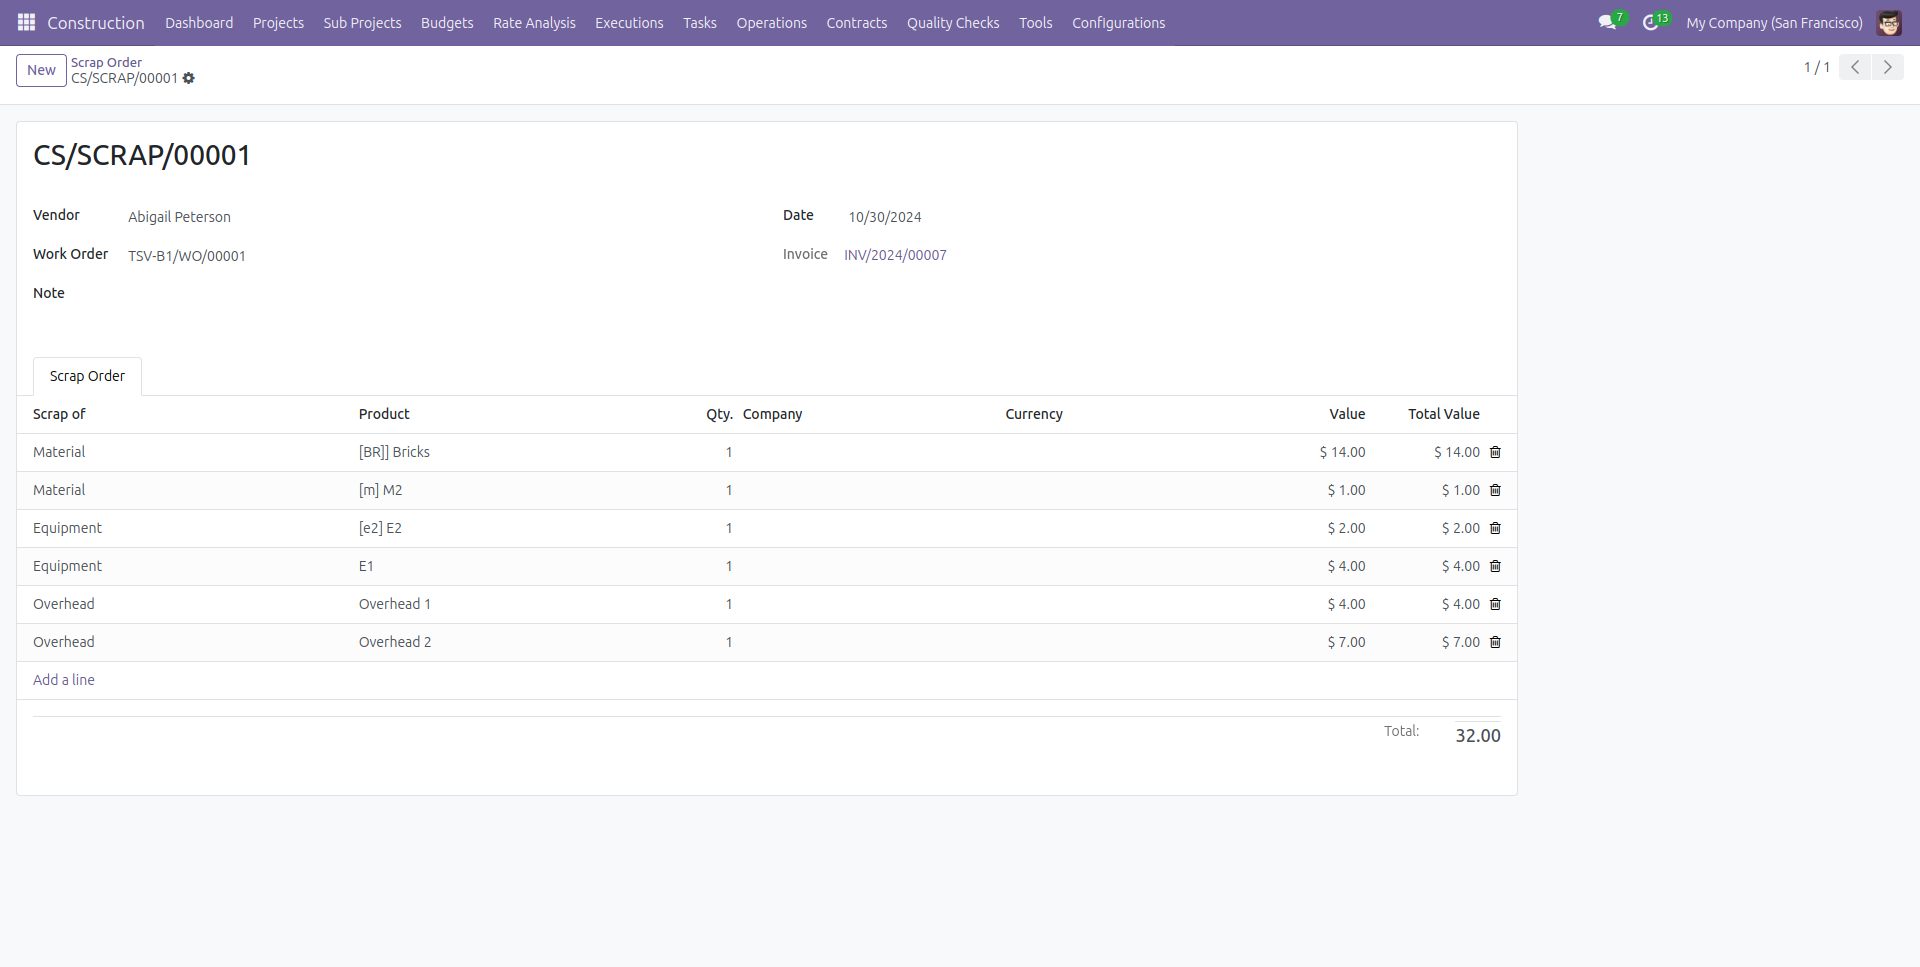 Construction Dashboard Projects Sub Projects Budgets Rate Analysis Executions Tasks Operations Contracts Quality Checks Tools Configurations 7 13 My Company (San Francisco)
New Scrap Order 1 / 1
CS/SCRAP/00001
CS/SCRAP/00001
Vendor Abigail Peterson Date 10/30/2024
Work Order TSV-B1/WO/00001 Invoice INV/2024/00007
Note
Scrap Order
Scrap of Product Qty. Company Currency Value Total Value
Material [BR]] Bricks 1 $ 14.00 $ 14.00
Material [m] M2 1 $ 1.00 $ 1.00
Equipment [e2] E2 1 $ 2.00 $ 2.00
Equipment E1 1 $ 4.00 $ 4.00
Overhead Overhead 1 1 $ 4.00 $ 4.00
Overhead Overhead 2 1 $ 7.00 $ 7.00
Add a line
Total: 32.00